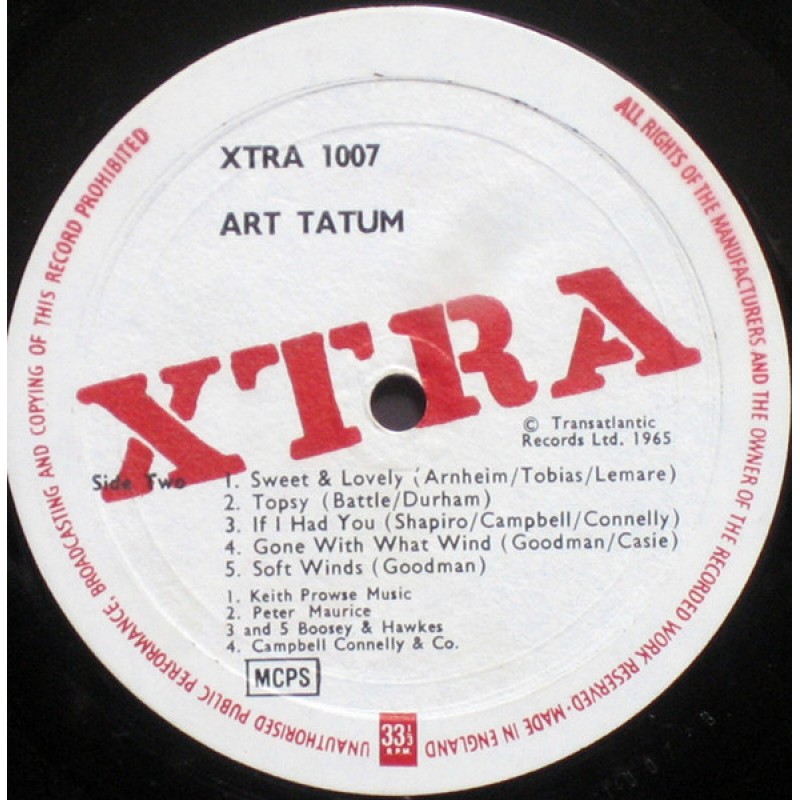 XTRA 1007
ART TATUM
XTRA
© Transatlantic
Records Ltd. 1965
Side Two
1. Sweet & Lovely (Arnheim/Tobias/Lemare)
2. Topsy (Battle/Durham)
3. If I Had You (Shapiro/Campbell/Connelly)
4. Gone With What Wind (Goodman/Casie)
5. Soft Winds (Goodman)
1. Keith Prowse Music
2. Peter Maurice
3 and 5 Boosey & Hawkes
4. Campbell Connelly & Co.
MCPS
33⅓
R.P.M.
UNAUTHORISED PUBLIC PERFORMANCE, BROADCASTING AND COPYING OF THIS RECORD PROHIBITED
ALL RIGHTS OF THE MANUFACTURERS AND THE OWNER OF THE RECORDED WORK RESERVED · MADE IN ENGLAND